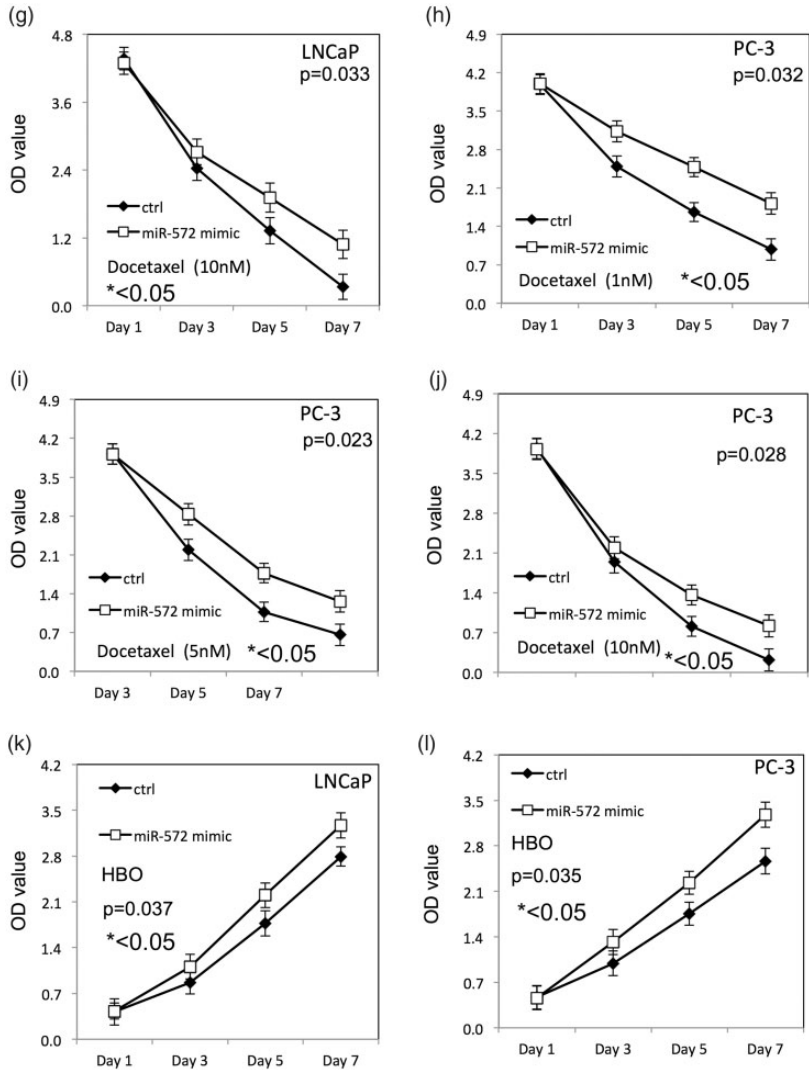 (g)
4.8
3.6
2.4
1.2
0.0
OD value
LNCaP
p=0.033
ctrl
miR-572 mimic
Docetaxel (10nM)
*<0.05
Day 1 Day 3 Day 5 Day 7
(h)
4.9
4.2
3.5
2.8
2.1
1.4
0.7
0.0
OD value
PC-3
p=0.032
ctrl
miR-572 mimic
Docetaxel (1nM) *<0.05
Day 1 Day 3 Day 5 Day 7
(i)
4.9
4.2
3.5
2.8
2.1
1.4
0.7
0.0
OD value
PC-3
p=0.023
ctrl
miR-572 mimic
Docetaxel (5nM) *<0.05
Day 3 Day 5 Day 7
(j)
4.9
4.2
3.5
2.8
2.1
1.4
0.7
0.0
OD value
PC-3
p=0.028
ctrl
miR-572 mimic
Docetaxel (10nM) *<0.05
(k)
4.2
3.5
2.8
2.1
1.4
0.7
0.0
OD value
LNCaP
ctrl
miR-572 mimic
HBO
p=0.037
*<0.05
Day 1 Day 3 Day 5 Day 7
(l)
4.2
3.5
2.8
2.1
1.4
0.7
0.0
OD value
PC-3
ctrl
miR-572 mimic
HBO
p=0.035
*<0.05
Day 1 Day 3 Day 5 Day 7